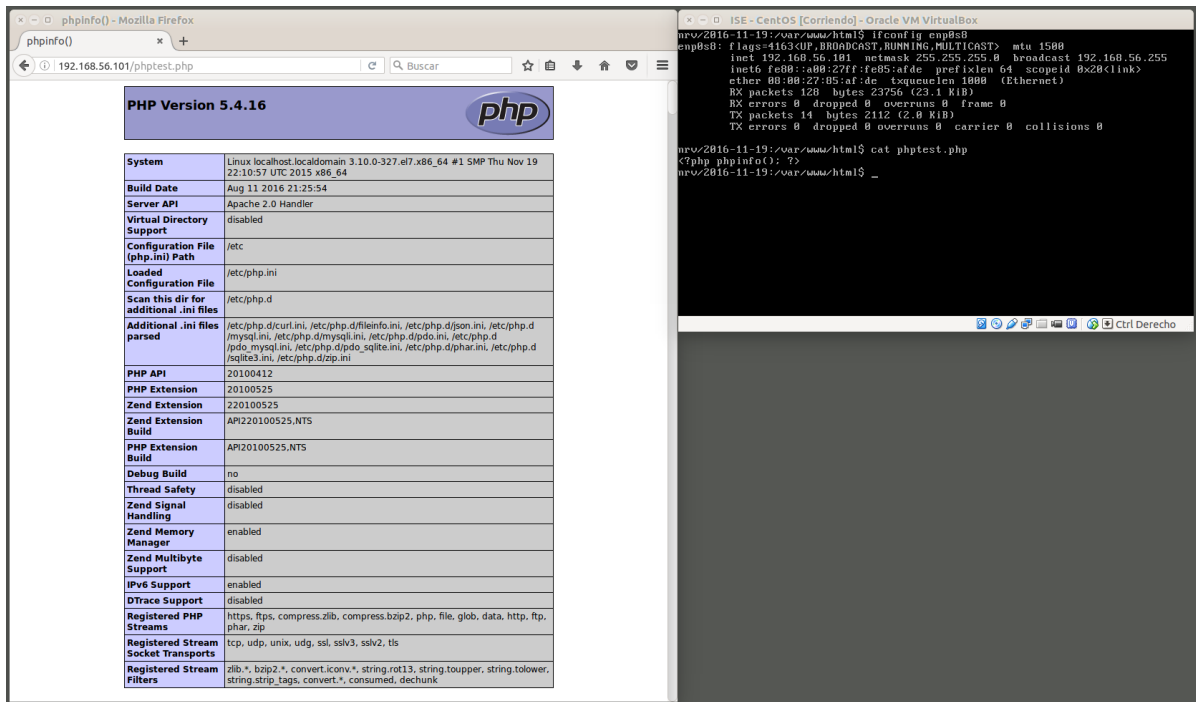 phpinfo() - Mozilla Firefox
phpinfo()
192.168.56.101/phptest.php
Buscar
PHP Version 5.4.16
php
System
Linux localhost.localdomain 3.10.0-327.el7.x86_64 #1 SMP Thu Nov 19
22:10:57 UTC 2015 x86_64
Build Date
Aug 11 2016 21:25:54
Server API
Apache 2.0 Handler
Virtual Directory
Support
disabled
Configuration File
(php.ini) Path
/etc
Loaded
Configuration File
/etc/php.ini
Scan this dir for
additional .ini files
/etc/php.d
Additional .ini files
parsed
/etc/php.d/curl.ini, /etc/php.d/fileinfo.ini, /etc/php.d/json.ini, /etc/php.d
/mysql.ini, /etc/php.d/mysqli.ini, /etc/php.d/pdo.ini, /etc/php.d
/pdo_mysql.ini, /etc/php.d/pdo_sqlite.ini, /etc/php.d/phar.ini, /etc/php.d
/sqlite3.ini, /etc/php.d/zip.ini
PHP API
20100412
PHP Extension
20100525
Zend Extension
220100525
Zend Extension
Build
API220100525,NTS
PHP Extension
Build
API20100525,NTS
Debug Build
no
Thread Safety
disabled
Zend Signal
Handling
disabled
Zend Memory
Manager
enabled
Zend Multibyte
Support
disabled
IPv6 Support
enabled
DTrace Support
disabled
Registered PHP
Streams
https, ftps, compress.zlib, compress.bzip2, php, file, glob, data, http, ftp,
phar, zip
Registered Stream
Socket Transports
tcp, udp, unix, udg, ssl, sslv3, sslv2, tls
Registered Stream
Filters
zlib.*, bzip2.*, convert.iconv.*, string.rot13, string.toupper, string.tolower,
string.strip_tags, convert.*, consumed, dechunk
ISE - CentOS [Corriendo] - Oracle VM VirtualBox
nrv/2016-11-19:/var/www/html$ ifconfig enp0s8
enp0s8: flags=4163<UP,BROADCAST,RUNNING,MULTICAST>  mtu 1500
inet 192.168.56.101  netmask 255.255.255.0  broadcast 192.168.56.255
inet6 fe80::a00:27ff:fe85:afde  prefixlen 64  scopeid 0x20<link>
ether 08:00:27:85:af:de  txqueuelen 1000  (Ethernet)
RX packets 128  bytes 23756 (23.1 KiB)
RX errors 0  dropped 0  overruns 0  frame 0
TX packets 14  bytes 2112 (2.0 KiB)
TX errors 0  dropped 0 overruns 0  carrier 0  collisions 0
nrv/2016-11-19:/var/www/html$ cat phptest.php
<?php phpinfo(); ?>
nrv/2016-11-19:/var/www/html$ _
Ctrl Derecho